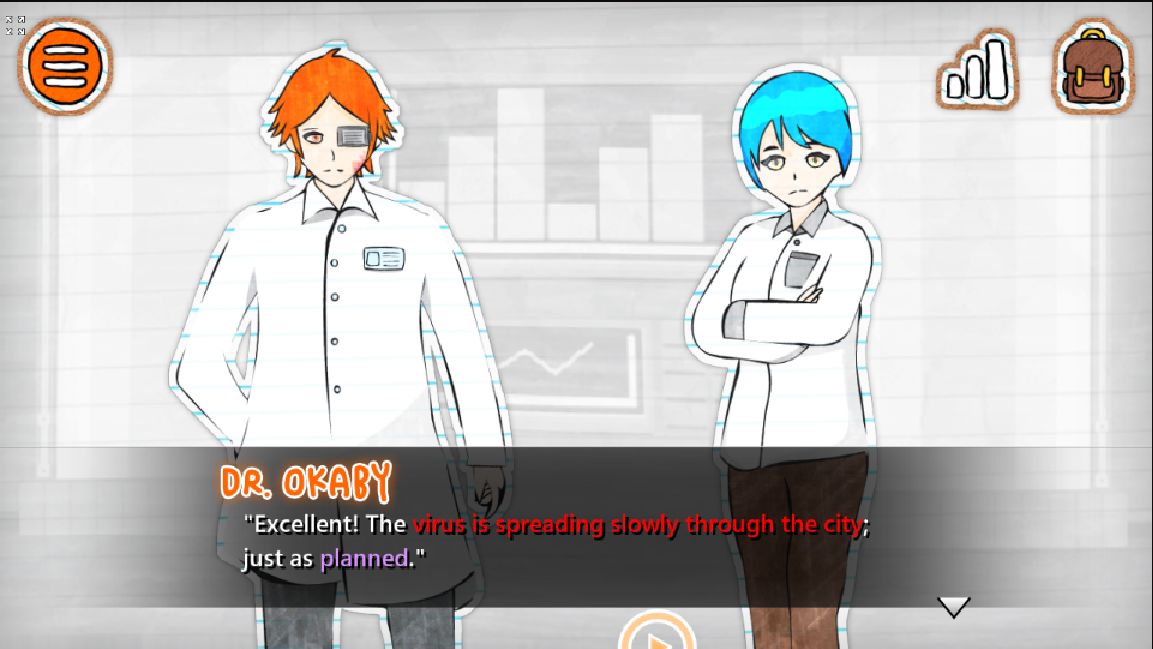 DR. OKABY
"Excellent! The virus is spreading slowly through the city;
just as planned."